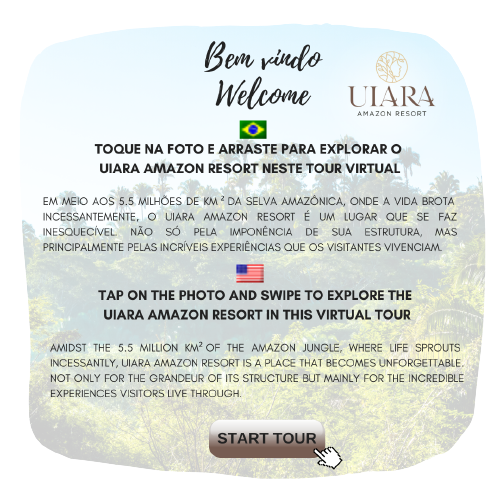 Bem vindo
Welcome
UIARA
AMAZON RESORT
TOQUE NA FOTO E ARRASTE PARA EXPLORAR O
UIARA AMAZON RESORT NESTE TOUR VIRTUAL
EM MEIO AOS 5.5 MILHÕES DE KM² DA SELVA AMAZÔNICA, ONDE A VIDA BROTA
INCESSANTEMENTE, O UIARA AMAZON RESORT É UM LUGAR QUE SE FAZ
INESQUECÍVEL. NÃO SÓ PELA IMPONÊNCIA DE SUA ESTRUTURA, MAS
PRINCIPALMENTE PELAS INCRÍVEIS EXPERIÊNCIAS QUE OS VISITANTES VIVENCIAM.
TAP ON THE PHOTO AND SWIPE TO EXPLORE THE
UIARA AMAZON RESORT IN THIS VIRTUAL TOUR
AMIDST THE 5.5 MILLION KM² OF THE AMAZON JUNGLE, WHERE LIFE SPROUTS
INCESSANTLY, UIARA AMAZON RESORT IS A PLACE THAT BECOMES UNFORGETTABLE.
NOT ONLY FOR THE GRANDEUR OF ITS STRUCTURE BUT MAINLY FOR THE INCREDIBLE
EXPERIENCES VISITORS LIVE THROUGH.
START TOUR